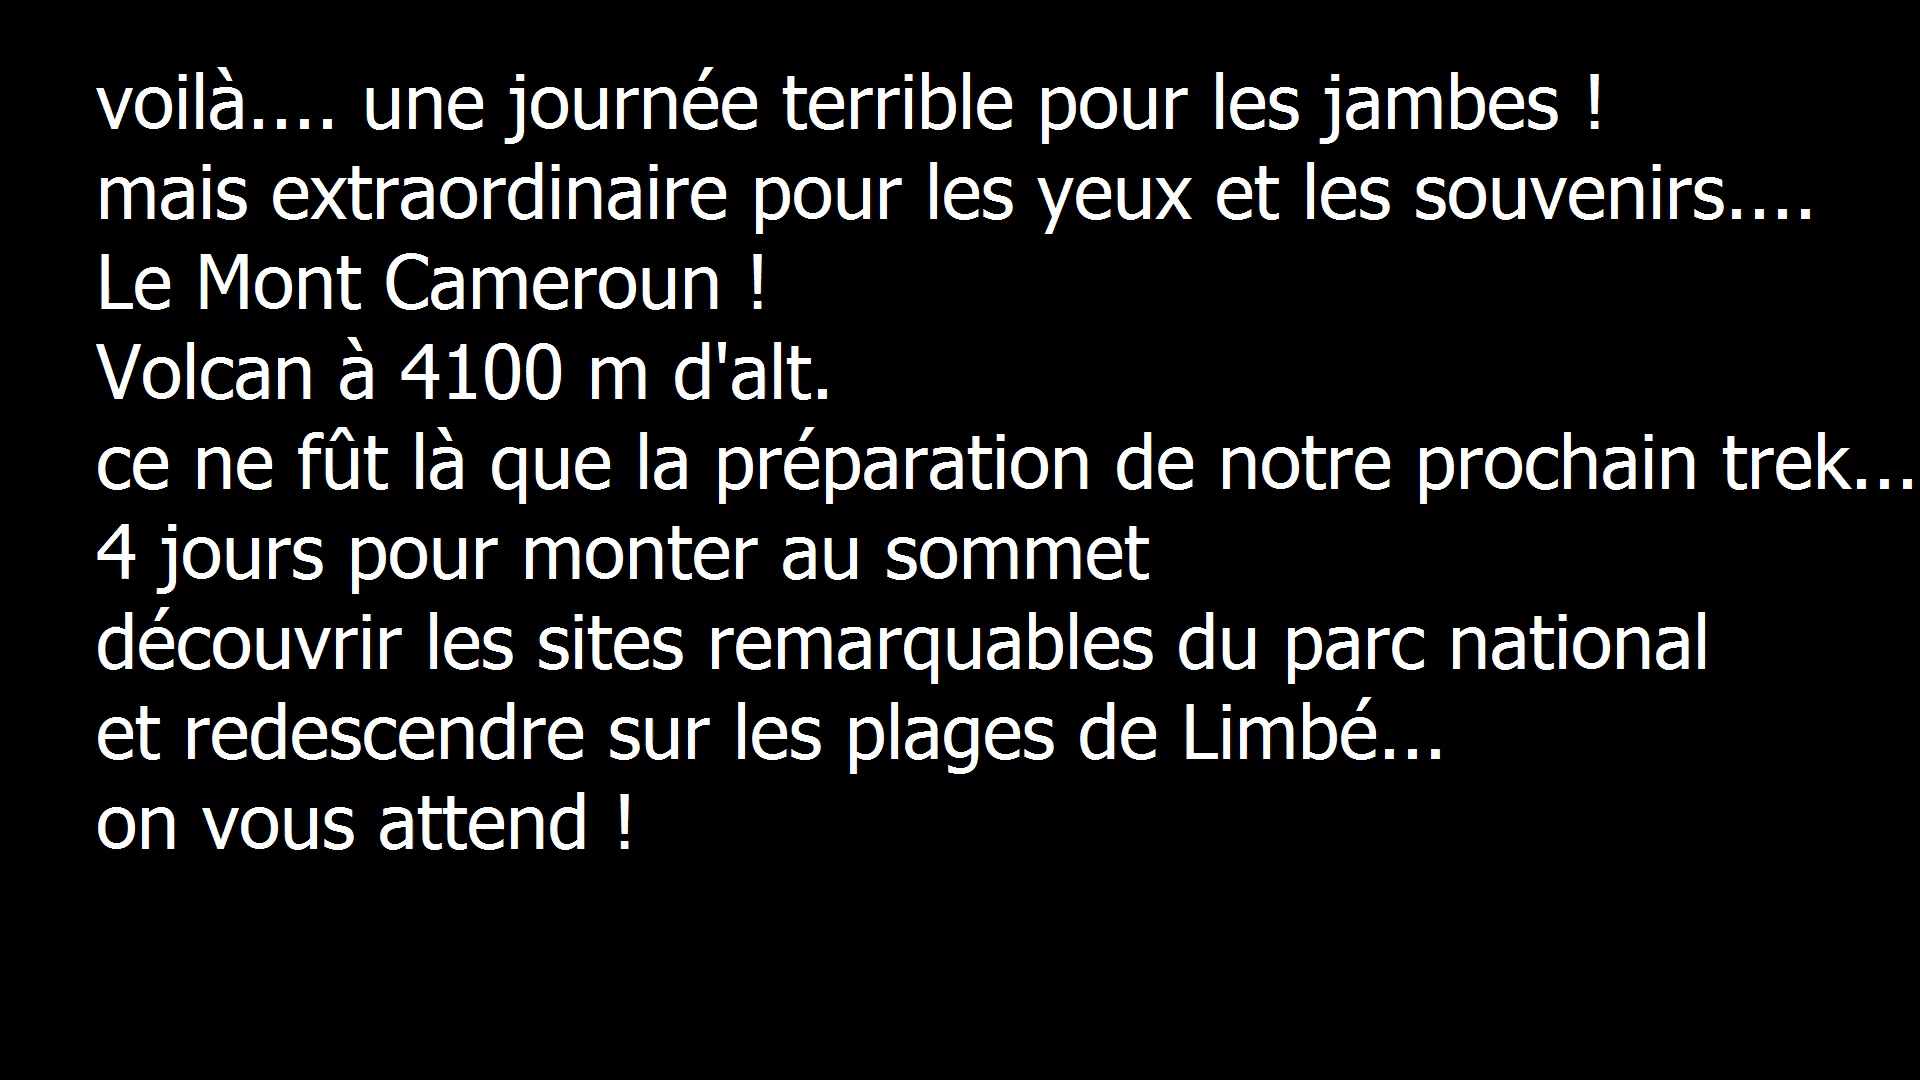 voilà.... une journée terrible pour les jambes !
mais extraordinaire pour les yeux et les souvenirs....
Le Mont Cameroun !
Volcan à 4100 m d'alt.
ce ne fût là que la préparation de notre prochain trek...
4 jours pour monter au sommet
découvrir les sites remarquables du parc national
et redescendre sur les plages de Limbé...
on vous attend !